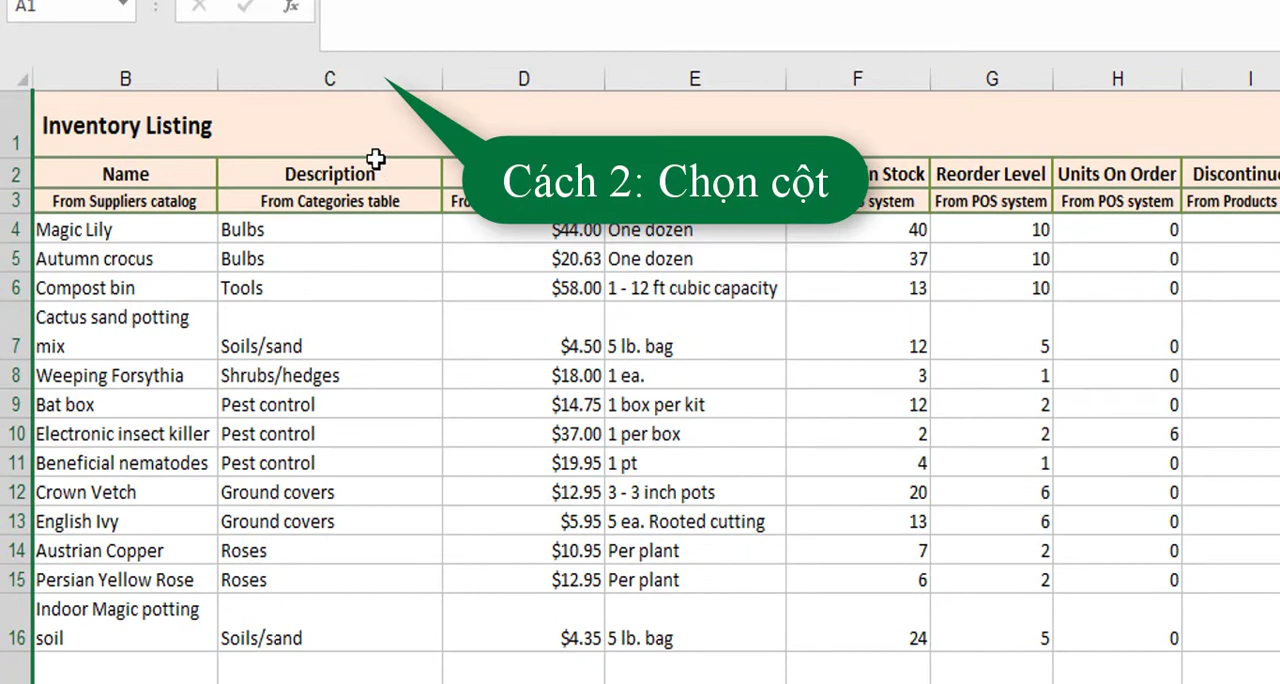 A1 fx
B C D E F G H I
1 Inventory Listing
Cách 2: Chọn cột
2 Name Description n Stock Reorder Level Units On Order Discontinue
3 From Suppliers catalog From Categories table system From POS system From POS system From Products
4 Magic Lily Bulbs $44.00 One dozen 40 10 0
5 Autumn crocus Bulbs $20.63 One dozen 37 10 0
6 Compost bin Tools $58.00 1 - 12 ft cubic capacity 13 10 0
Cactus sand potting
7 mix Soils/sand $4.50 5 lb. bag 12 5 0
8 Weeping Forsythia Shrubs/hedges $18.00 1 ea. 3 1 0
9 Bat box Pest control $14.75 1 box per kit 12 2 0
10 Electronic insect killer Pest control $37.00 1 per box 2 2 6
11 Beneficial nematodes Pest control $19.95 1 pt 4 1 0
12 Crown Vetch Ground covers $12.95 3 - 3 inch pots 20 6 0
13 English Ivy Ground covers $5.95 5 ea. Rooted cutting 13 6 0
14 Austrian Copper Roses $10.95 Per plant 7 2 0
15 Persian Yellow Rose Roses $12.95 Per plant 6 2 0
Indoor Magic potting
16 soil Soils/sand $4.35 5 lb. bag 24 5 0